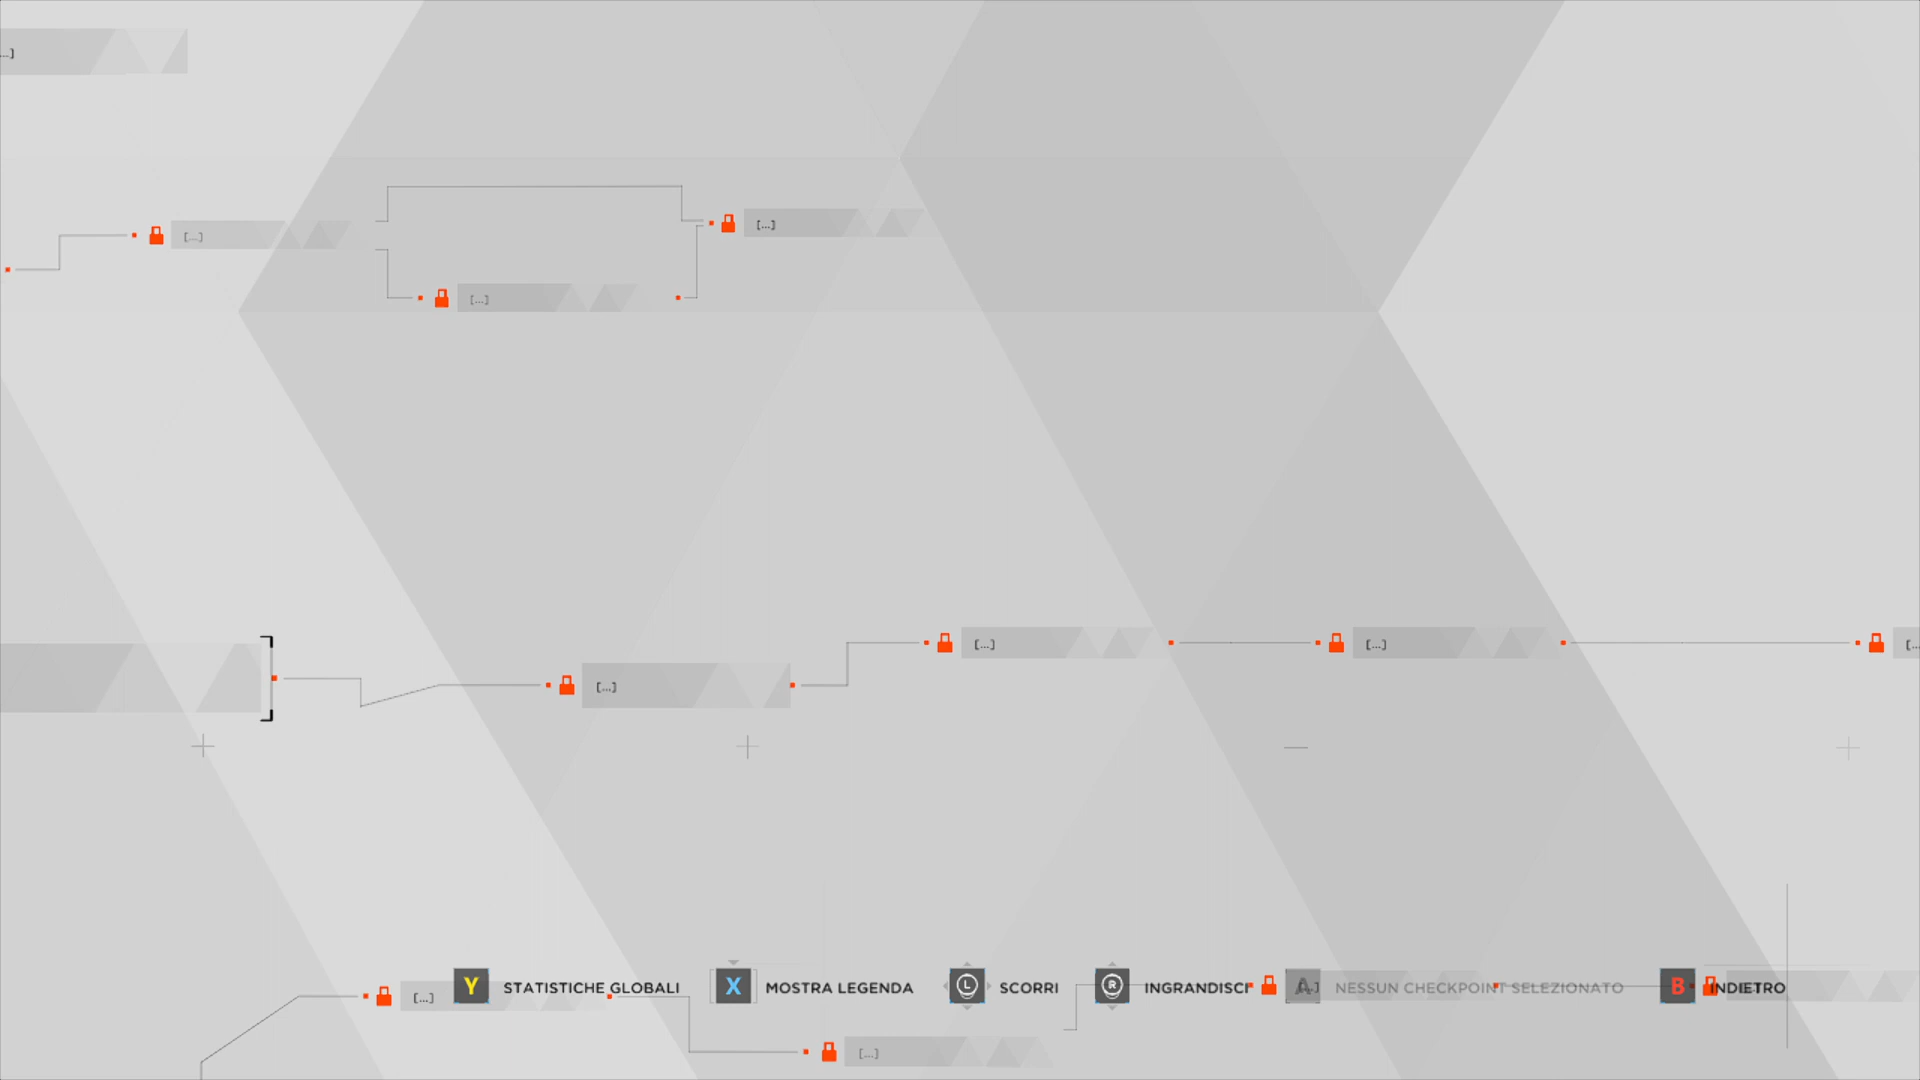 ...]
[...]
[...]
[...]
[...]
[...]
[...]
[...
[...]
Y STATISTICHE GLOBALI
X MOSTRA LEGENDA
L SCORRI
R INGRANDISCI
A NESSUN CHECKPOINT SELEZIONATO
B INDIETRO
[...]